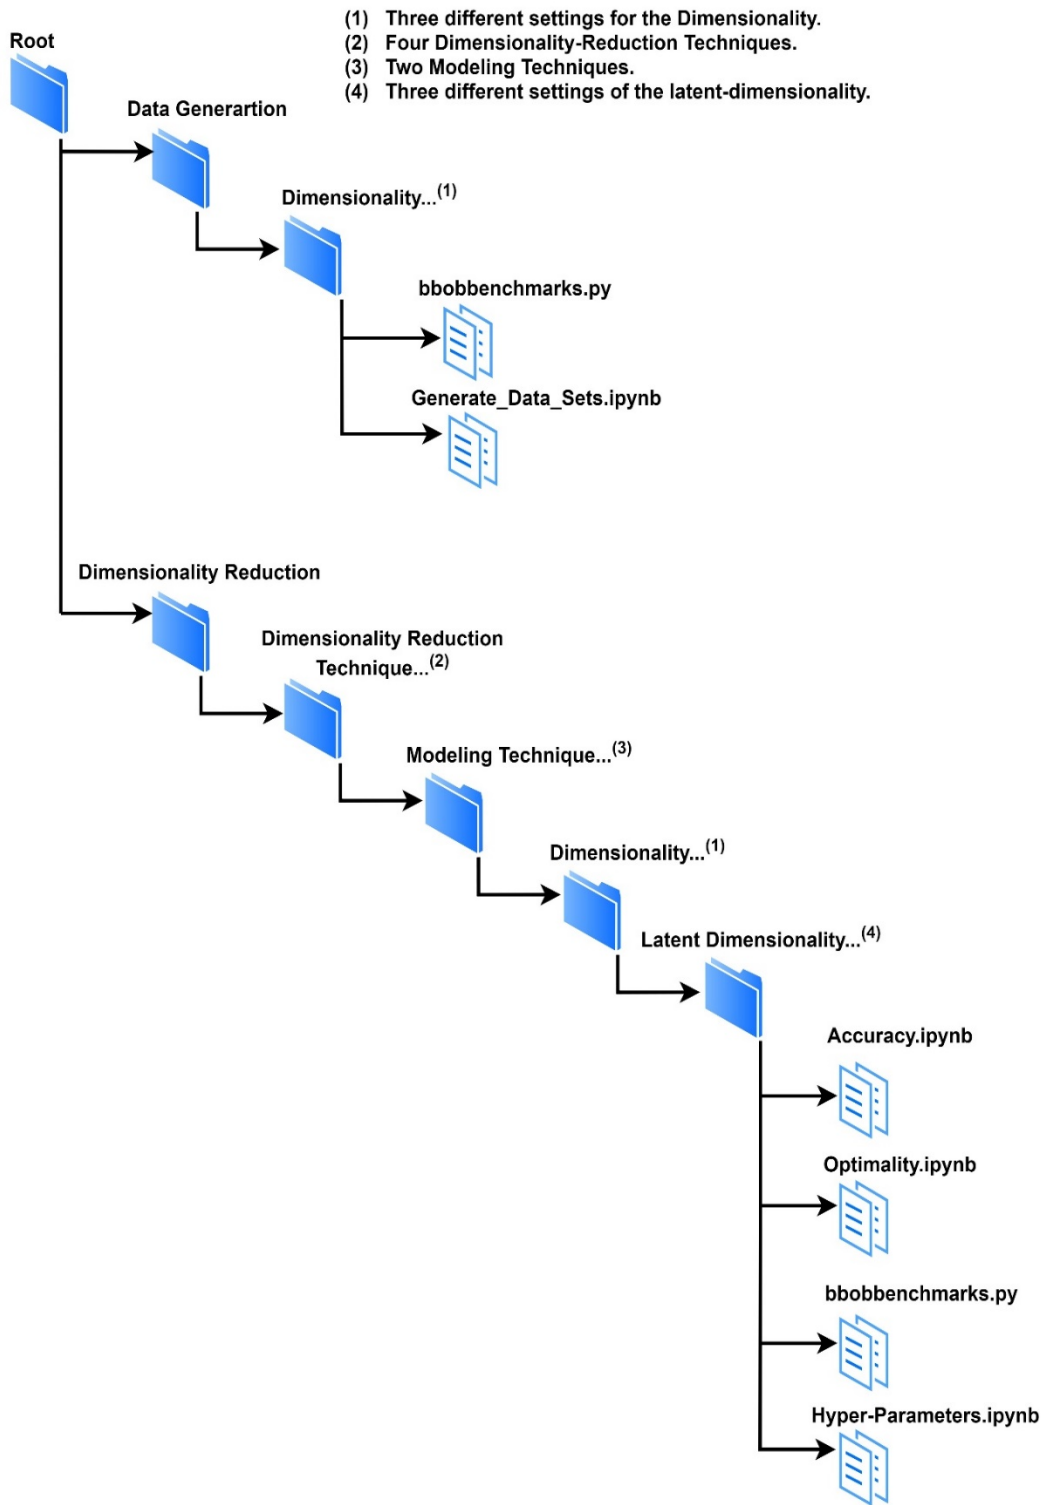 (1) Three different settings for the Dimensionality.
(2) Four Dimensionality-Reduction Techniques.
(3) Two Modeling Techniques.
(4) Three different settings of the latent-dimensionality.
Root
Data Generartion
Dimensionality...(1)
bbobbenchmarks.py
Generate_Data_Sets.ipynb
Dimensionality Reduction
Dimensionality Reduction
Technique...(2)
Modeling Technique...(3)
Dimensionality...(1)
Latent Dimensionality...(4)
Accuracy.ipynb
Optimality.ipynb
bbobbenchmarks.py
Hyper-Parameters.ipynb